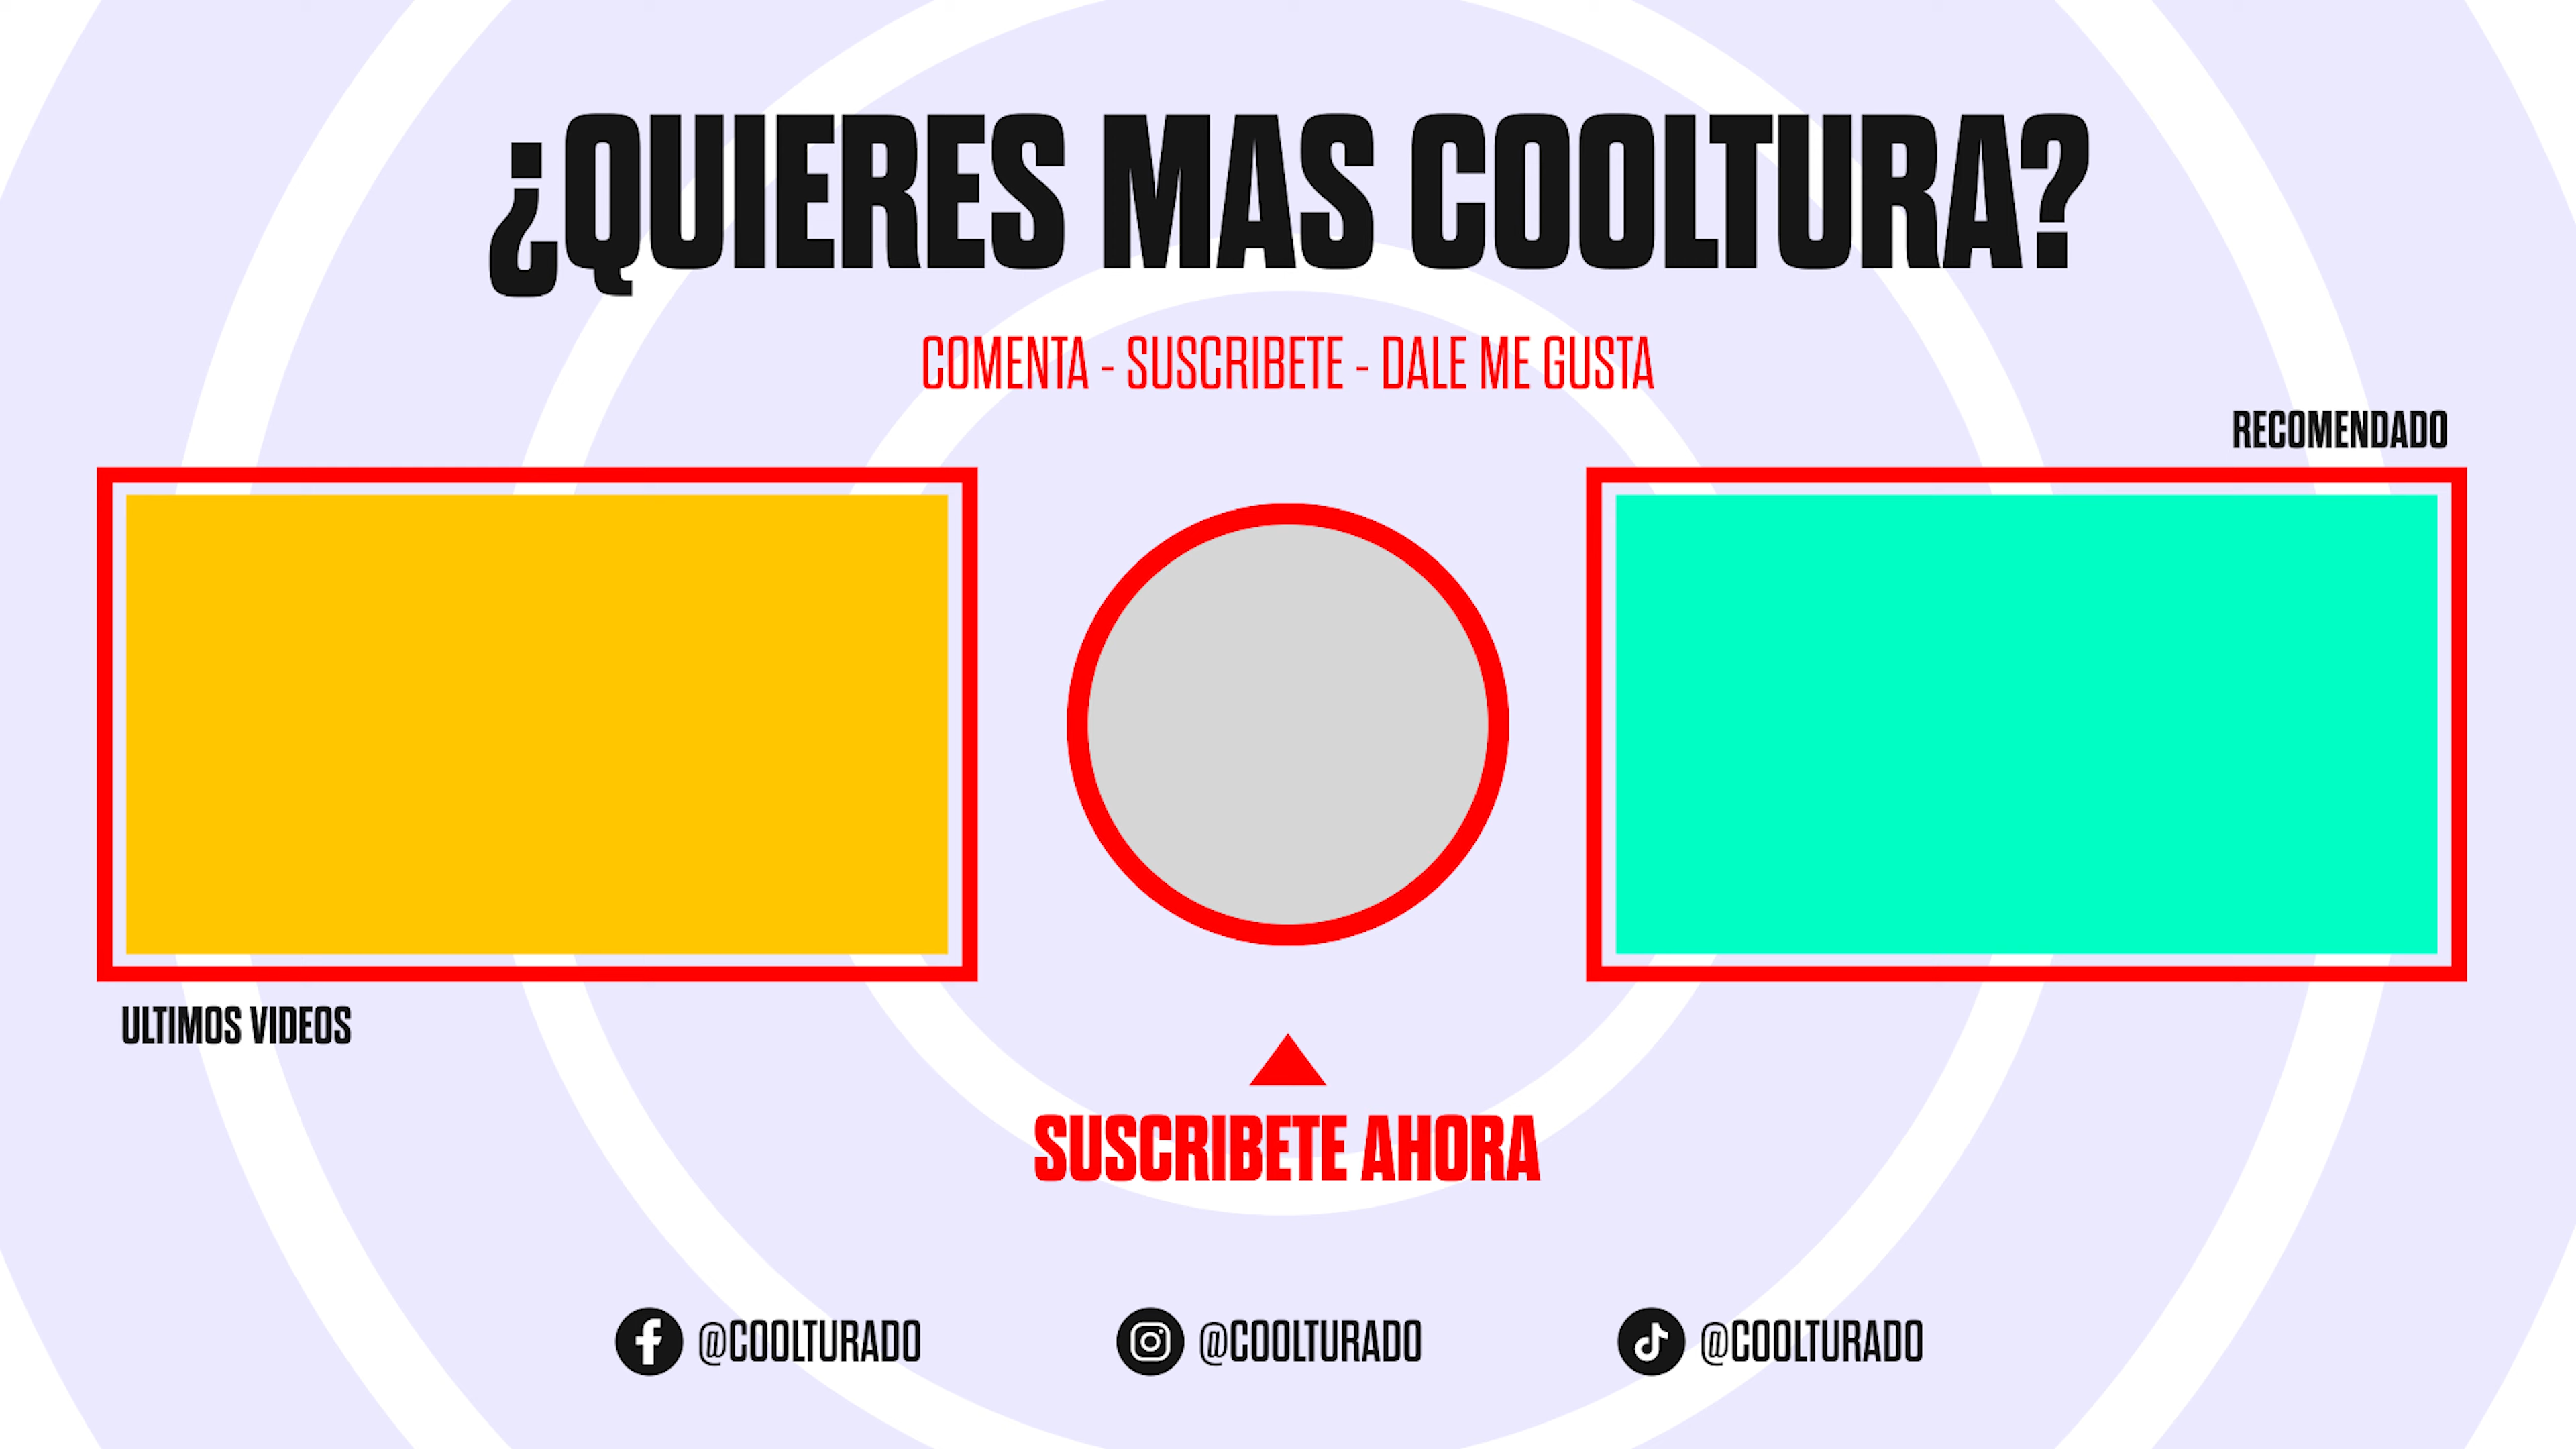 ¿QUIERES MAS COOLTURA?
COMENTA - SUSCRIBETE - DALE ME GUSTA
RECOMENDADO
ULTIMOS VIDEOS
SUSCRIBETE AHORA
@COOLTURADO
@COOLTURADO
@COOLTURADO